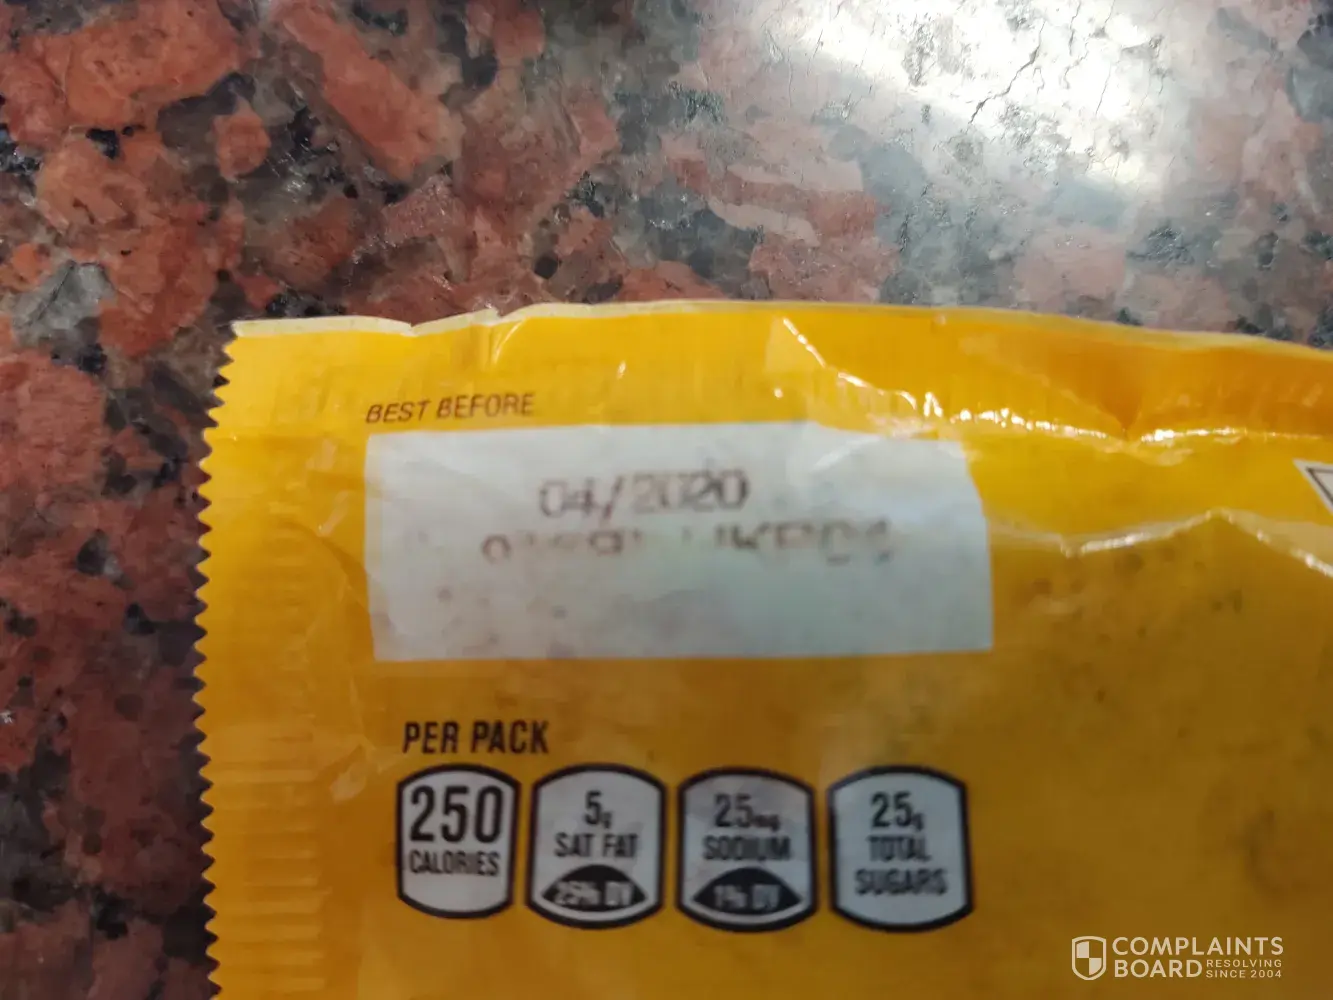 BEST BEFORE
04/2020
PER PACK
250
CALORIES
5g
SAT FAT
25% DV
25mg
SODIUM
1% DV
25g
TOTAL
SUGARS
COMPLAINTS
BOARD RESOLVING
SINCE 2004